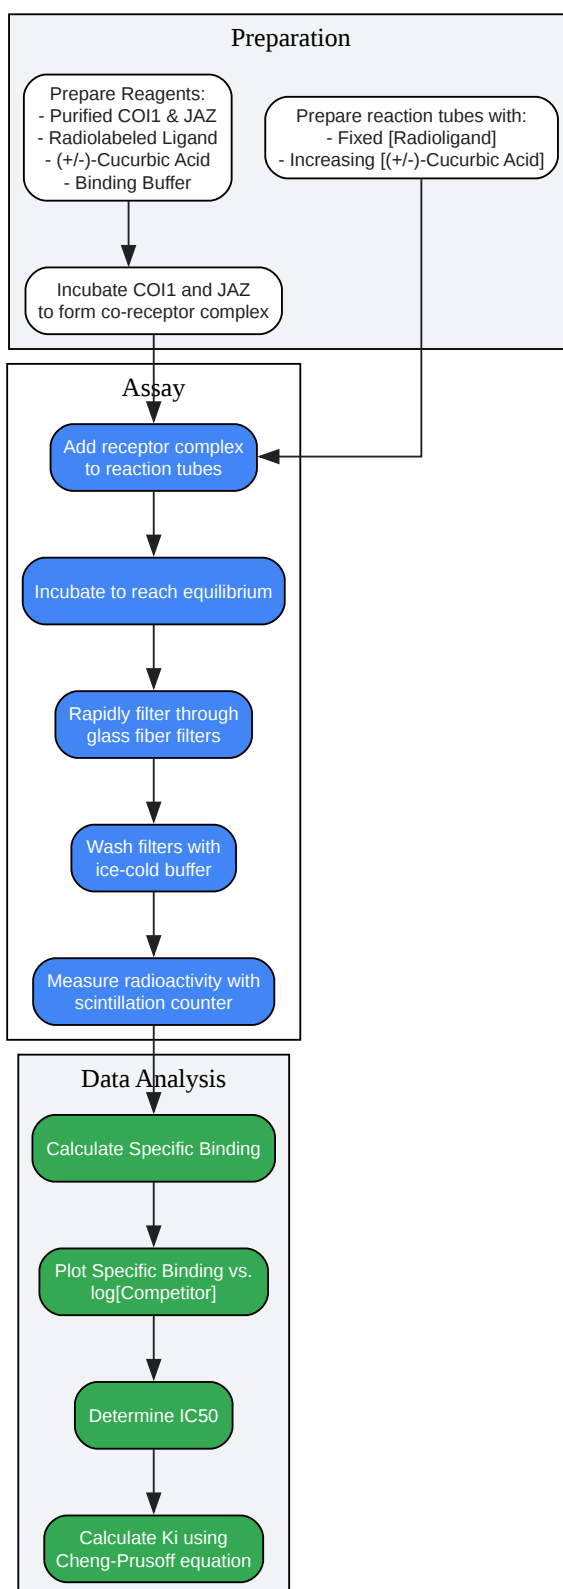 Preparation
Prepare Reagents:
- Purified COI1 & JAZ
- Radiolabeled Ligand
- (+/-)-Cucurbic Acid
- Binding Buffer
Prepare reaction tubes with:
- Fixed [Radioligand]
- Increasing [(+/-)-Cucurbic Acid]
Incubate COI1 and JAZ
to form co-receptor complex
Assay
Add receptor complex
to reaction tubes
Incubate to reach equilibrium
Rapidly filter through
glass fiber filters
Wash filters with
ice-cold buffer
Measure radioactivity with
scintillation counter
Data Analysis
Calculate Specific Binding
Plot Specific Binding vs.
log[Competitor]
Determine IC50
Calculate Ki using
Cheng-Prusoff equation